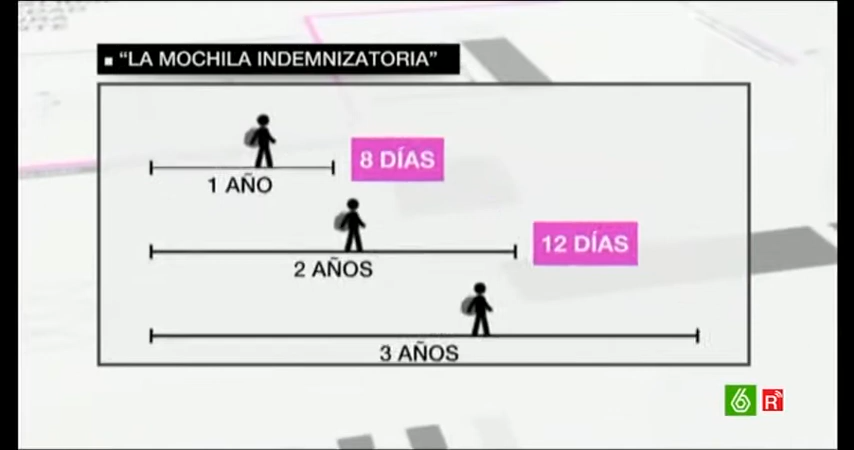 ▪ “LA MOCHILA INDEMNIZATORIA”
8 DÍAS
1 AÑO
12 DÍAS
2 AÑOS
3 AÑOS
6 R